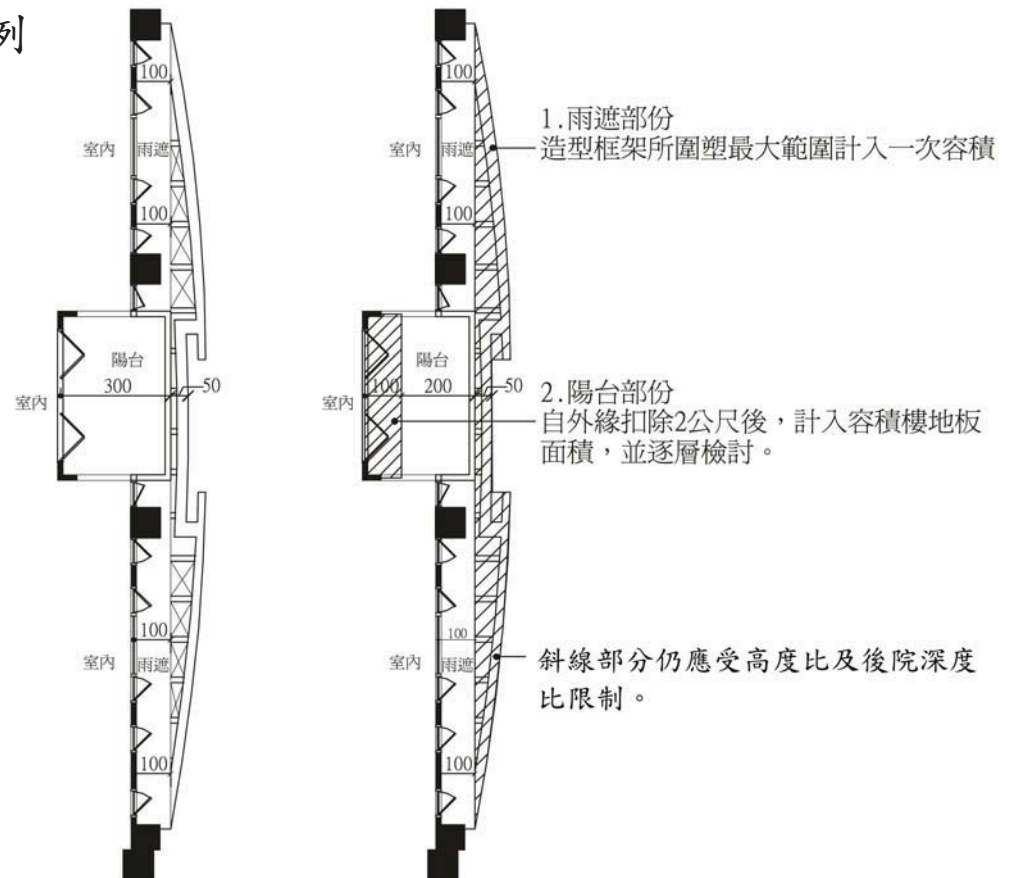 列
100
室內
雨遮
100
陽台
300
50
室內
100
室內
雨遮
100
100
室內
雨遮
100
陽台
100
200
50
室內
100
室內
雨遮
100
1.雨遮部份
造型框架所圍塑最大範圍計入一次容積
2.陽台部份
自外緣扣除2公尺後，計入容積樓地板
面積，並逐層檢討。
斜線部分仍應受高度比及後院深度
比限制。